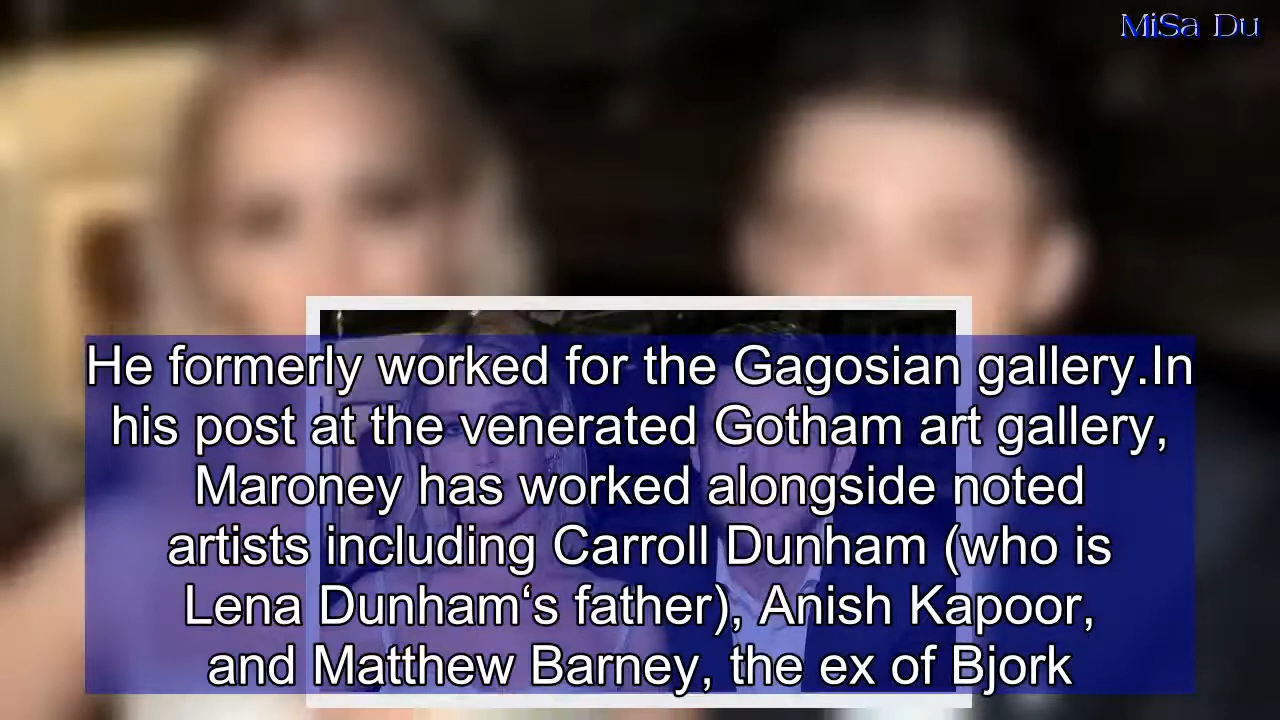 MiSa Du
He formerly worked for the Gagosian gallery.In
his post at the venerated Gotham art gallery,
Maroney has worked alongside noted
artists including Carroll Dunham (who is
Lena Dunham‘s father), Anish Kapoor,
and Matthew Barney, the ex of Bjork